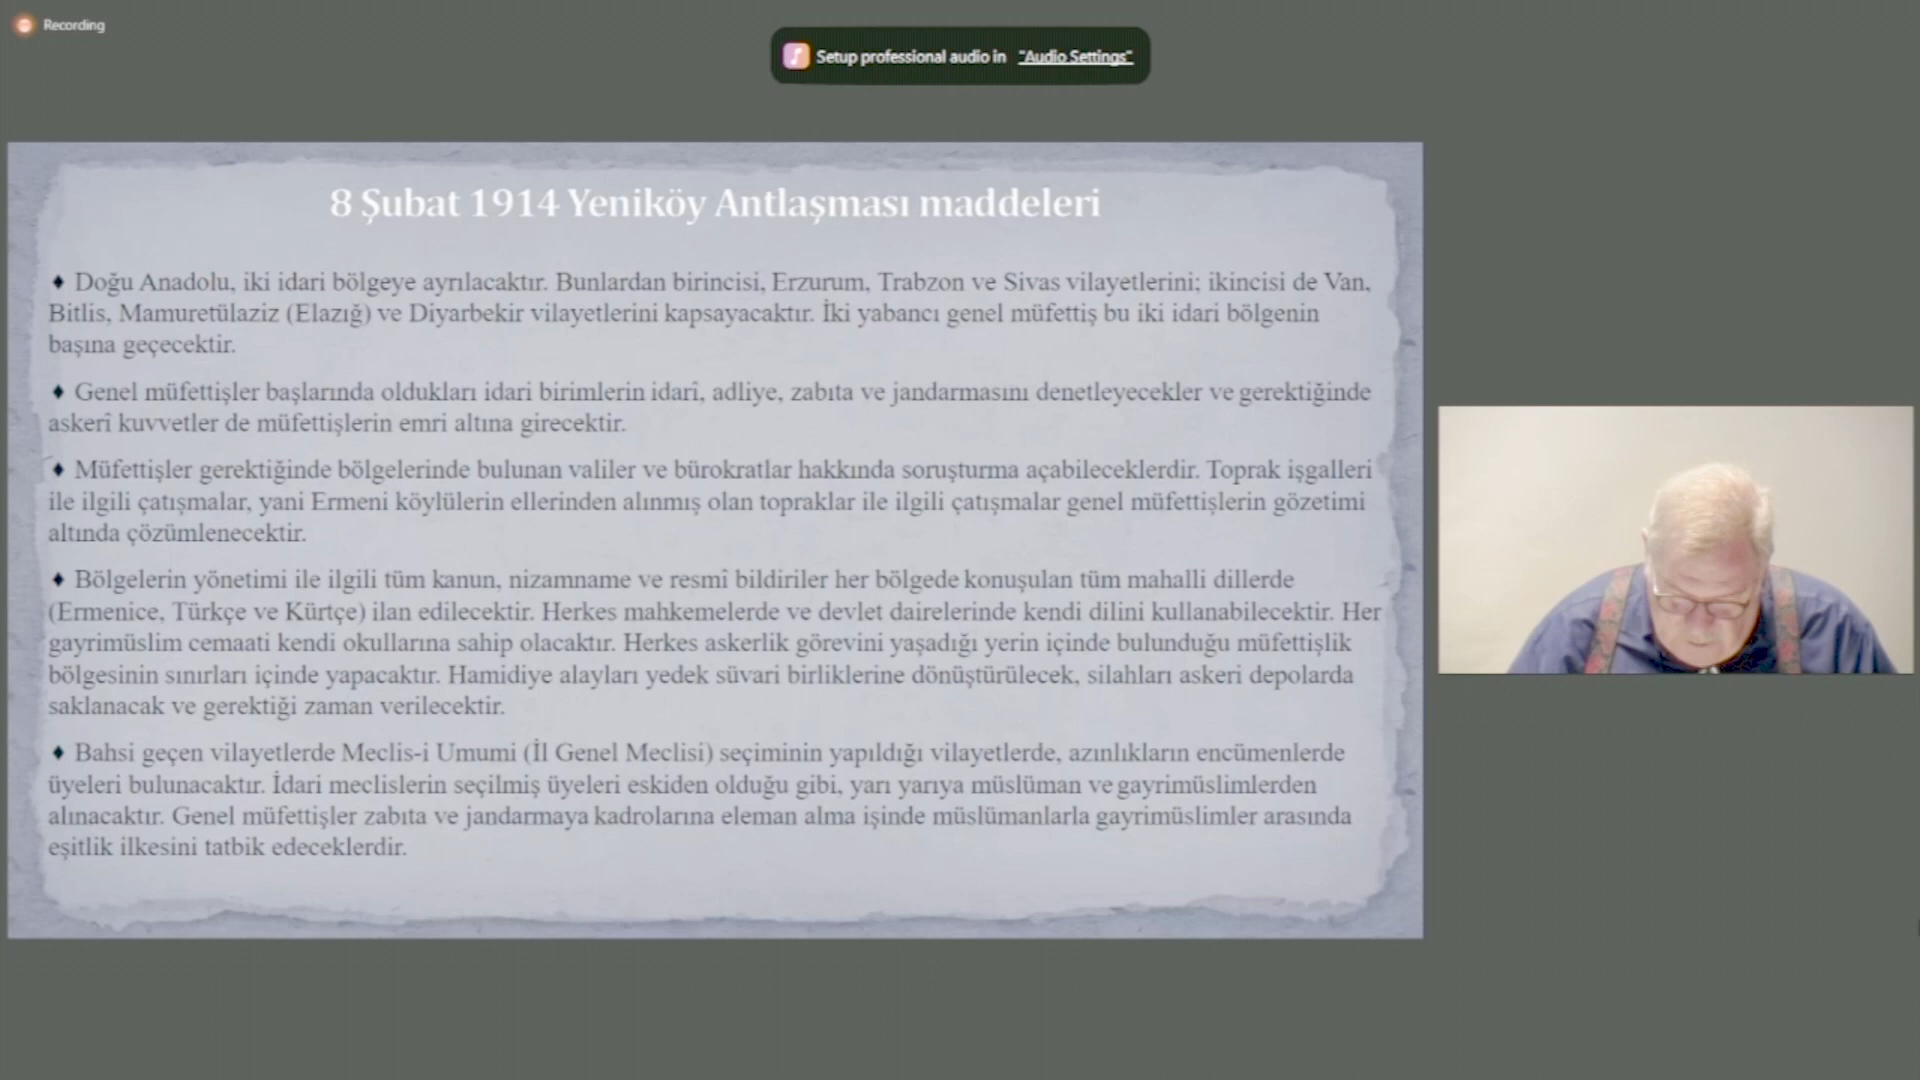 Recording
Setup professional audio in "Audio Settings"
8 Şubat 1914 Yeniköy Antlaşması maddeleri
♦ Doğu Anadolu, iki idari bölgeye ayrılacaktır. Bunlardan birincisi, Erzurum, Trabzon ve Sivas vilayetlerini; ikincisi de Van,
Bitlis, Mamuretülaziz (Elazığ) ve Diyarbekir vilayetlerini kapsayacaktır. İki yabancı genel müfettiş bu iki idari bölgenin
başına geçecektir.
♦ Genel müfettişler başlarında oldukları idari birimlerin idarî, adliye, zabıta ve jandarmasını denetleyecekler ve gerektiğinde
askerî kuvvetler de müfettişlerin emri altına girecektir.
♦ Müfettişler gerektiğinde bölgelerinde bulunan valiler ve bürokratlar hakkında soruşturma açabileceklerdir. Toprak işgalleri
ile ilgili çatışmalar, yani Ermeni köylülerin ellerinden alınmış olan topraklar ile ilgili çatışmalar genel müfettişlerin gözetimi
altında çözümlenecektir.
♦ Bölgelerin yönetimi ile ilgili tüm kanun, nizamname ve resmî bildiriler her bölgede konuşulan tüm mahalli dillerde
(Ermenice, Türkçe ve Kürtçe) ilan edilecektir. Herkes mahkemelerde ve devlet dairelerinde kendi dilini kullanabilecektir. Her
gayrimüslim cemaati kendi okullarına sahip olacaktır. Herkes askerlik görevini yaşadığı yerin içinde bulunduğu müfettişlik
bölgesinin sınırları içinde yapacaktır. Hamidiye alayları yedek süvari birliklerine dönüştürülecek, silahları askeri depolarda
saklanacak ve gerektiği zaman verilecektir.
♦ Bahsi geçen vilayetlerde Meclis-i Umumi (İl Genel Meclisi) seçiminin yapıldığı vilayetlerde, azınlıkların encümenlerde
üyeleri bulunacaktır. İdari meclislerin seçilmiş üyeleri eskiden olduğu gibi, yarı yarıya müslüman ve gayrimüslimlerden
alınacaktır. Genel müfettişler zabıta ve jandarmaya kadrolarına eleman alma işinde müslümanlarla gayrimüslimler arasında
eşitlik ilkesini tatbik edeceklerdir.